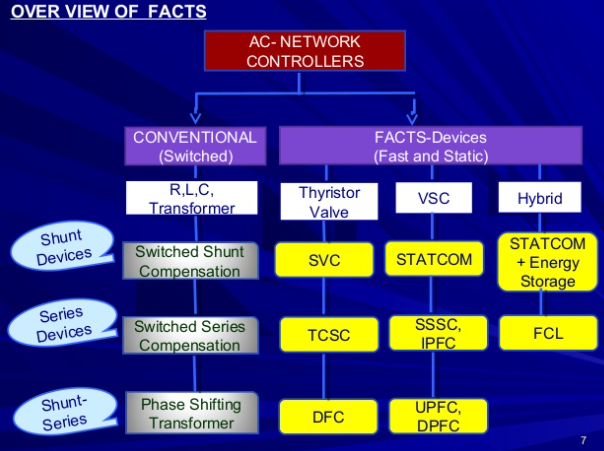 OVER VIEW OF FACTS
AC- NETWORK
CONTROLLERS
CONVENTIONAL
(Switched)
FACTS-Devices
(Fast and Static)
R,L,C,
Transformer
Thyristor
Valve
VSC
Hybrid
Shunt
Devices
Switched Shunt
Compensation
SVC
STATCOM
STATCOM
+ Energy
Storage
Series
Devices
Switched Series
Compensation
TCSC
SSSC,
IPFC
FCL
Shunt-
Series
Phase Shifting
Transformer
DFC
UPFC,
DPFC
7